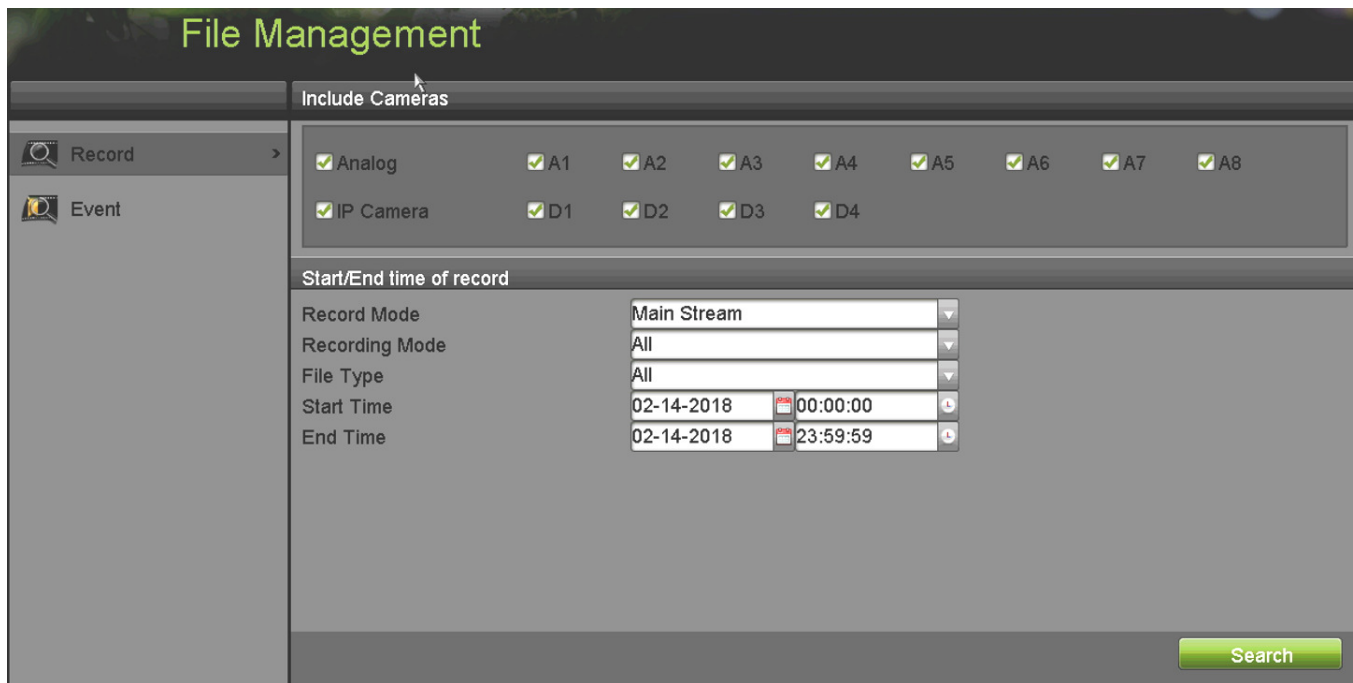 File Management
Include Cameras
Record
Analog A1 A2 A3 A4 A5 A6 A7 A8
Event
IP Camera D1 D2 D3 D4
Start/End time of record
Record Mode Main Stream
Recording Mode All
File Type All
Start Time 02-14-2018 00:00:00
End Time 02-14-2018 23:59:59
Search